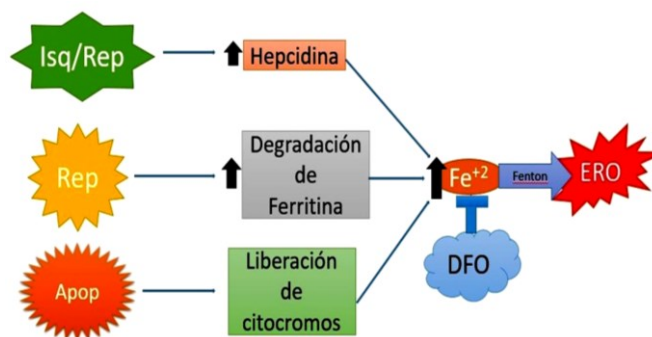 Isq/Rep
Hepcidina
Rep
Degradación
de
Ferritina
Fe+2
Fenton
ERO
Apop
Liberación
de
citocromos
DFO